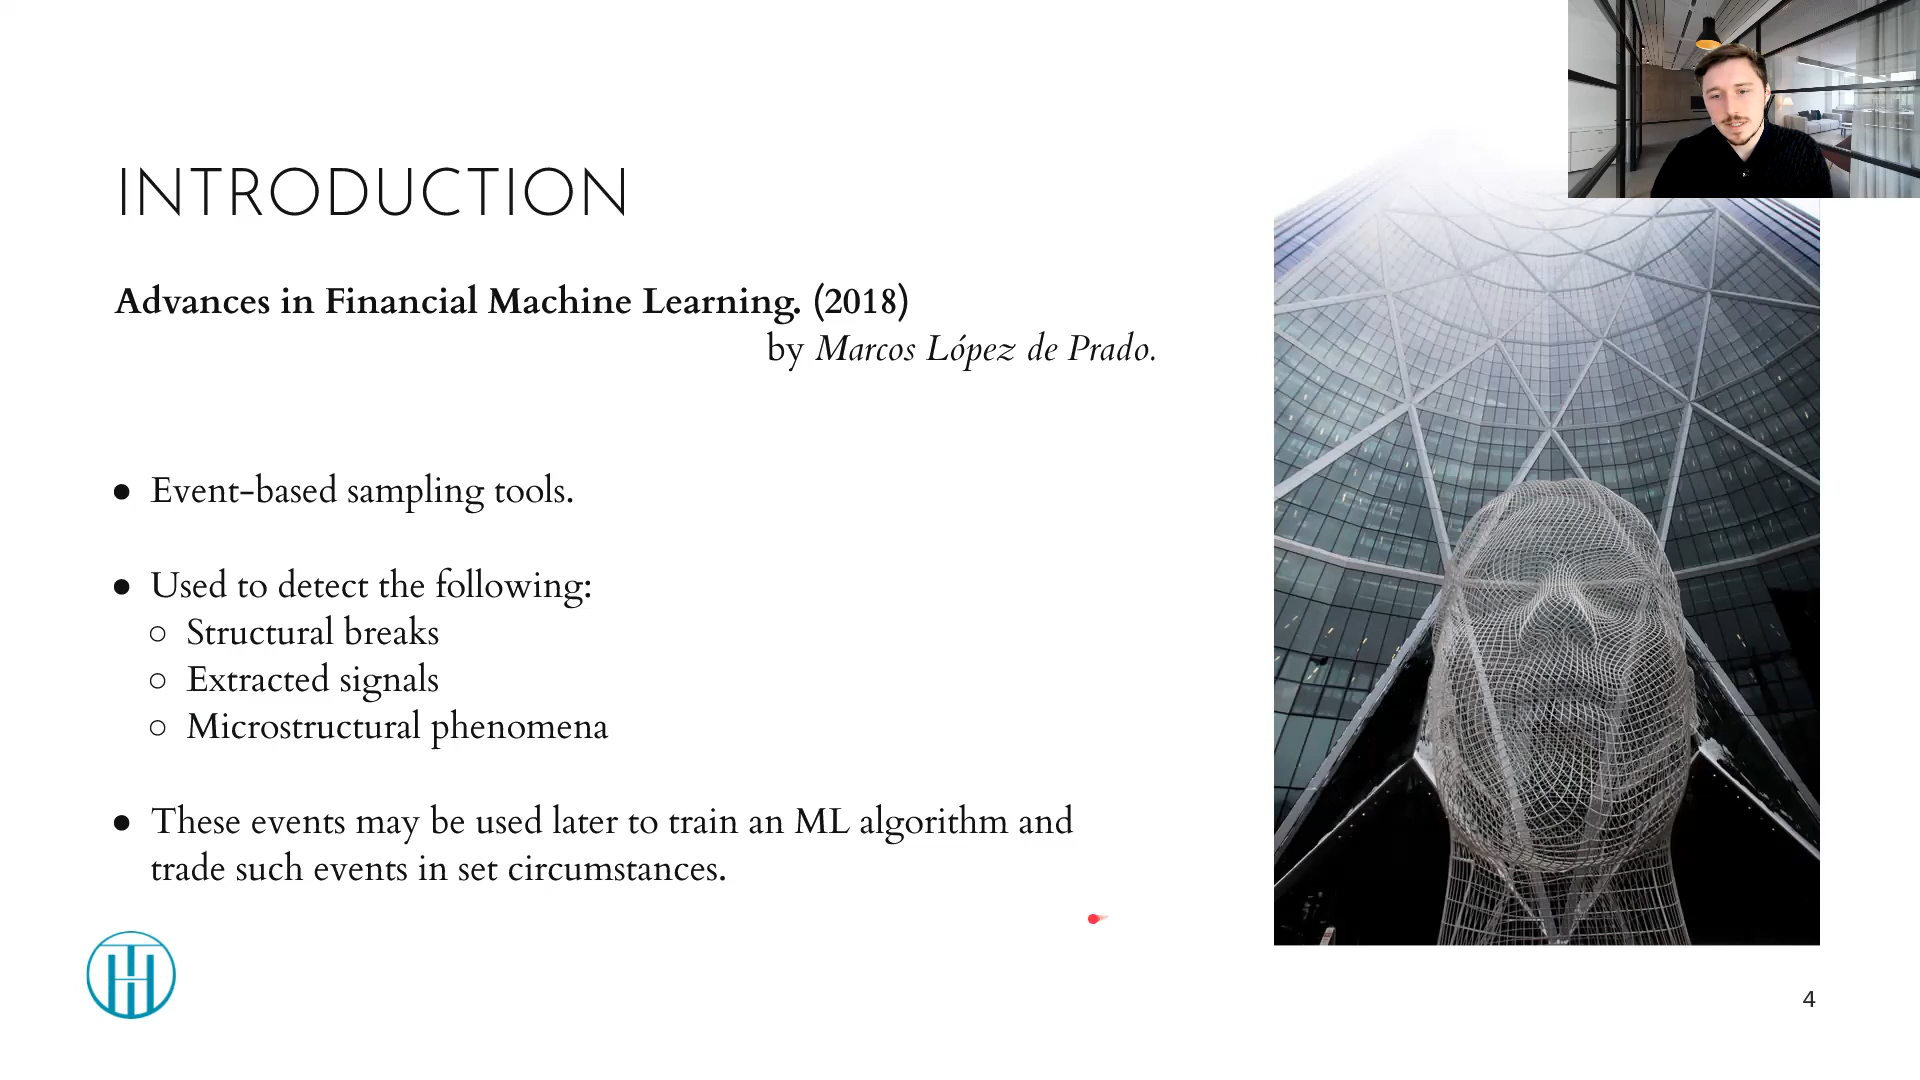 INTRODUCTION
Advances in Financial Machine Learning. (2018)
by Marcos López de Prado.
● Event-based sampling tools.
● Used to detect the following:
○ Structural breaks
○ Extracted signals
○ Microstructural phenomena
● These events may be used later to train an ML algorithm and
trade such events in set circumstances.
4